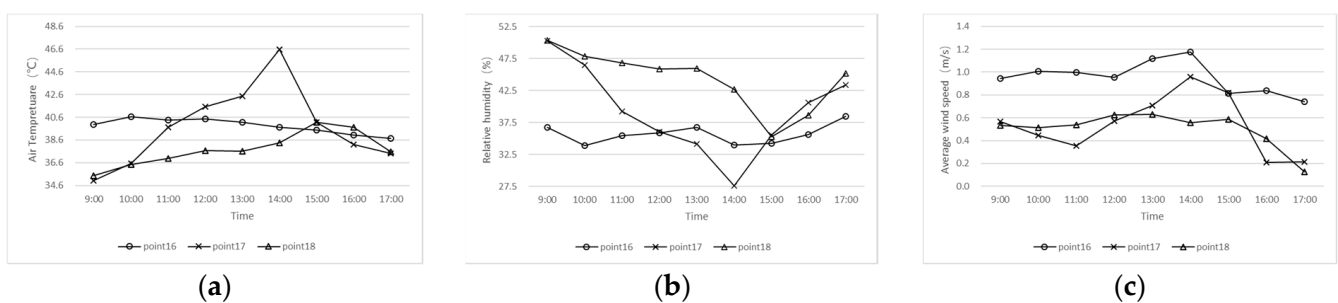 48.6
46.6
44.6
42.6
40.6
38.6
36.6
34.6
Air Tempretuare (℃)
9:00 10:00 11:00 12:00 13:00 14:00 15:00 16:00 17:00
Time
point16 point17 point18
(a)
52.5
47.5
42.5
37.5
32.5
27.5
Relative humidity (%)
9:00 10:00 11:00 12:00 13:00 14:00 15:00 16:00 17:00
Time
point16 point17 point18
(b)
1.4
1.2
1.0
0.8
0.6
0.4
0.2
0.0
Average wind speed (m/s)
9:00 10:00 11:00 12:00 13:00 14:00 15:00 16:00 17:00
Time
point16 point17 point18
(c)